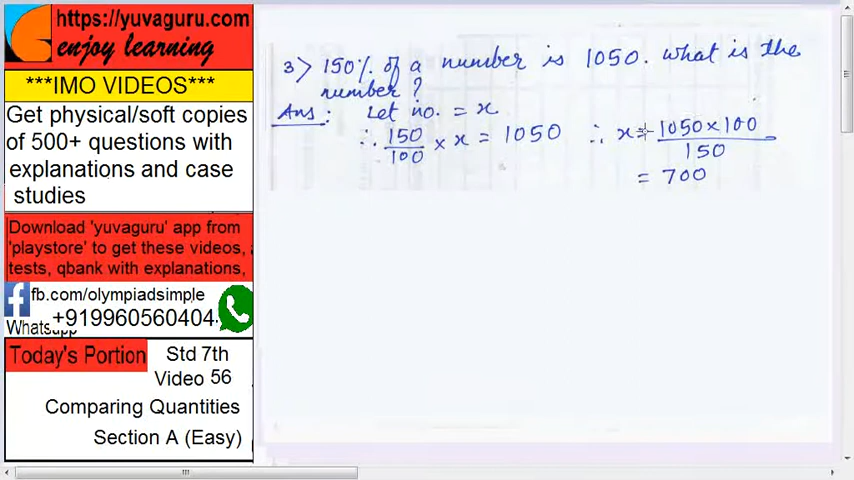 https://yuvaguru.com
enjoy learning
***IMO VIDEOS***
Get physical/soft copies
of 500+ questions with
explanations and case
studies
Download 'yuvaguru' app from
'playstore' to get these videos,
tests, qbank with explanations,
fb.com/olympiadsimple
Whatsapp +919960560404
Today's Portion
Std 7th
Video 56
Comparing Quantities
Section A (Easy)
3> 150% of a number is 1050. what is the
number?
Ans: Let no. = x
∴ 150/100 × x = 1050 ∴ x = 1050×100/150
= 700